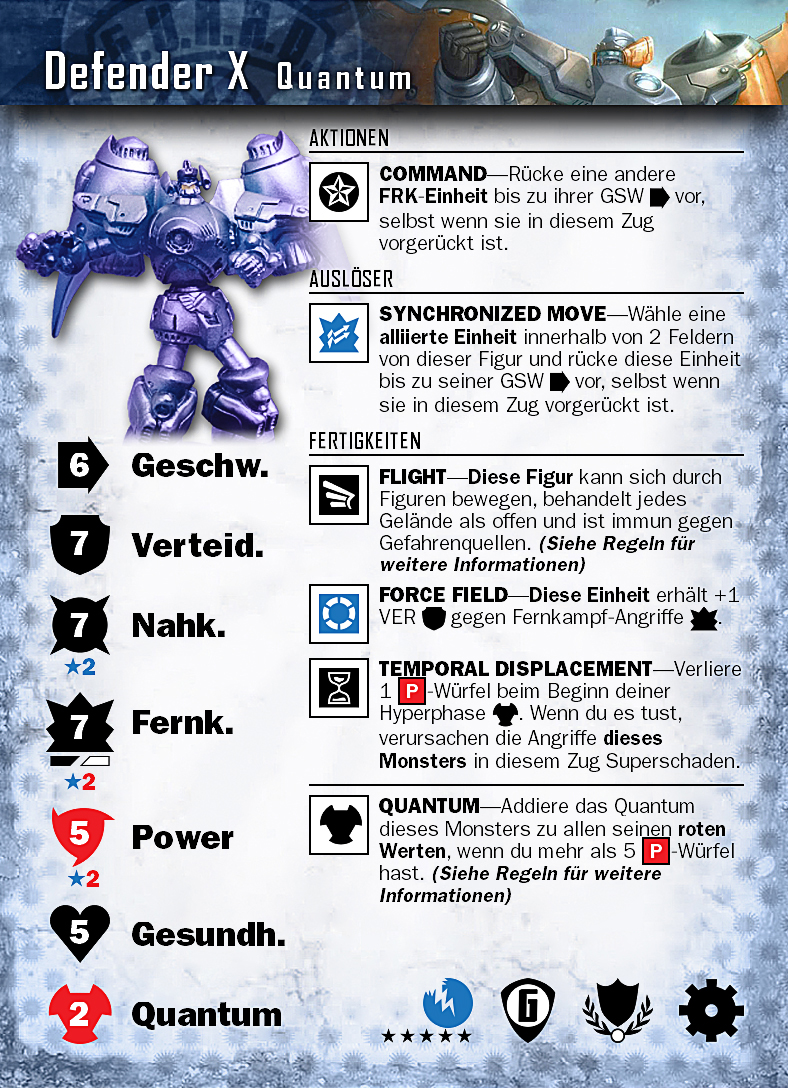 Defender X Quantum
AKTIONEN
COMMAND—Rücke eine andere
FRK-Einheit bis zu ihrer GSW vor,
selbst wenn sie in diesem Zug
vorgerückt ist.
AUSLÖSER
SYNCHRONIZED MOVE—Wähle eine
alliierte Einheit innerhalb von 2 Feldern
von dieser Figur und rücke diese Einheit
bis zu seiner GSW vor, selbst wenn
sie in diesem Zug vorgerückt ist.
FERTIGKEITEN
FLIGHT—Diese Figur kann sich durch
Figuren bewegen, behandelt jedes
Gelände als offen und ist immun gegen
Gefahrenquellen. (Siehe Regeln für
weitere Informationen)
FORCE FIELD—Diese Einheit erhält +1
VER gegen Fernkampf-Angriffe .
TEMPORAL DISPLACEMENT—Verliere
1 P-Würfel beim Beginn deiner
Hyperphase . Wenn du es tust,
verursachen die Angriffe dieses
Monsters in diesem Zug Superschaden.
QUANTUM—Addiere das Quantum
dieses Monsters zu allen seinen roten
Werten, wenn du mehr als 5 P-Würfel
hast. (Siehe Regeln für weitere
Informationen)
6 Geschw.
7 Verteid.
7 Nahk.
★2
7 Fernk.
★2
5 Power
★2
5 Gesundh.
2 Quantum
★★★★★
G